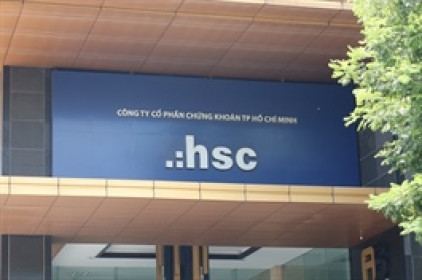 CÔNG TY CỔ PHẦN CHỨNG KHOÁN TP HỒ CHÍ MINH
.:hsc